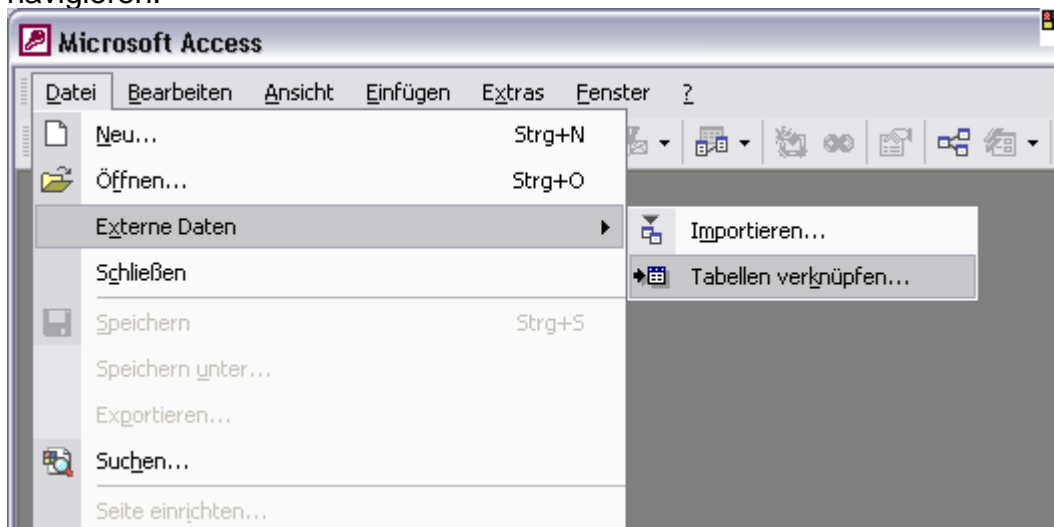 navigieren.
Microsoft Access
Datei Bearbeiten Ansicht Einfügen Extras Fenster ?
Neu... Strg+N
Öffnen... Strg+O
Externe Daten
Importieren...
Schließen
Tabellen verknüpfen...
Speichern Strg+S
Speichern unter...
Exportieren...
Suchen...
Seite einrichten...